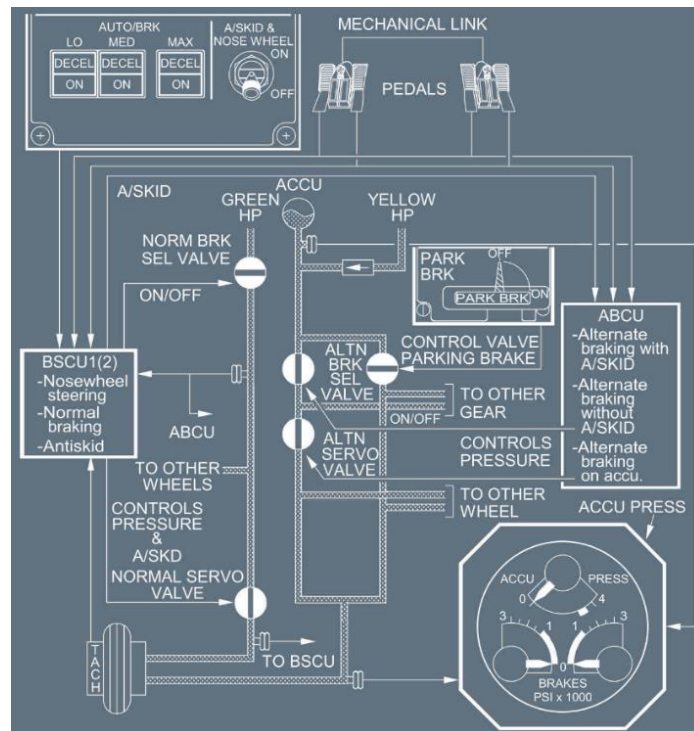 AUTO/BRK
LO MED MAX
DECEL DECEL DECEL
ON ON ON
A/SKID &
NOSE WHEEL
ON
OFF
MECHANICAL LINK
PEDALS
A/SKID
GREEN
HP
ACCU
YELLOW
HP
NORM BRK
SEL VALVE
ON/OFF
PARK
BRK
OFF
PARK BRK
ON
BSCU1(2)
-Nosewheel
steering
-Normal
braking
-Antiskid
ABCU
ALTN
BRK
SEL
VALVE
CONTROL VALVE
PARKING BRAKE
TO OTHER
GEAR
ON/OFF
ALTN
SERVO
VALVE
CONTROLS
PRESSURE
ABCU
-Alternate
braking with
A/SKID
-Alternate
braking
without
A/SKID
-Alternate
braking
on accu.
TO OTHER
WHEELS
CONTROLS
PRESSURE
&
A/SKD
NORMAL SERVO
VALVE
TO OTHER
WHEEL
ACCU PRESS
TO BSCU
TACH
ACCU PRESS
0 4
3 1 1 3
0
BRAKES
PSI x 1000